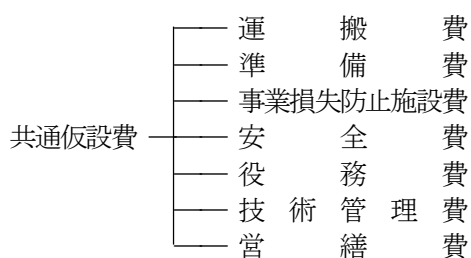 運搬費
準備費
事業損失防止施設費
共通仮設費
安全費
役務費
技術管理費
営繕費